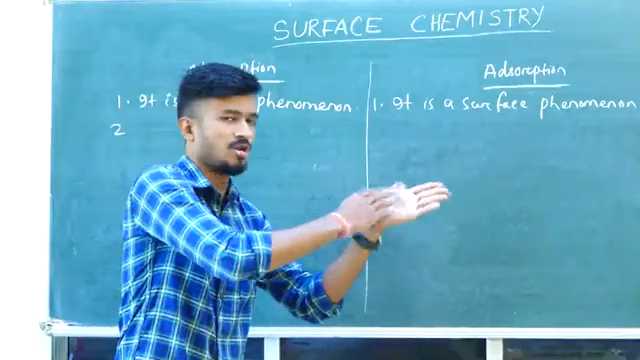 SURFACE CHEMISTRY
Adsorption
1. It is phenomenon
1. It is a surface phenomenon
2